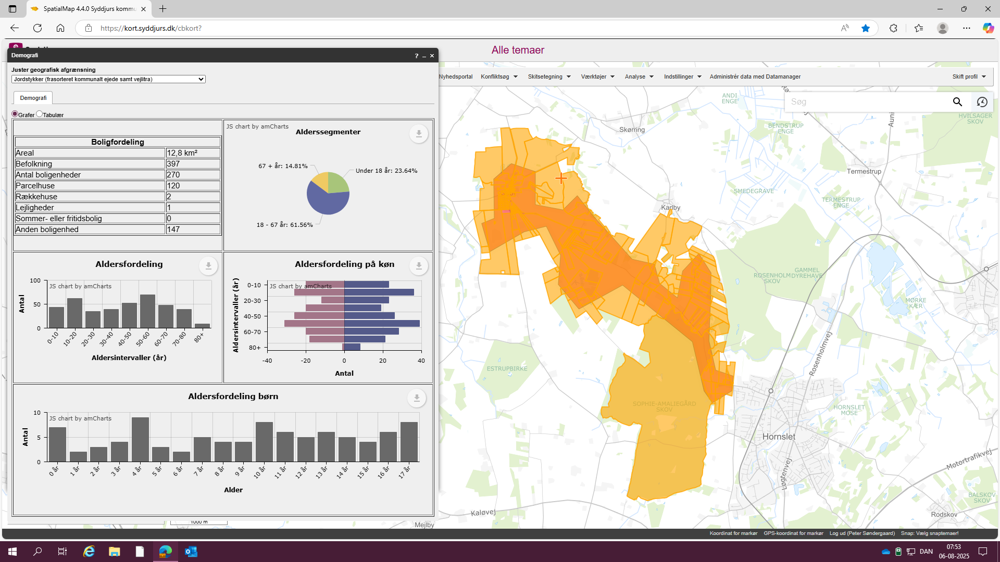 SpatialMap 4.4.0 Syddjurs kommu
https://kort.syddjurs.dk/cbkort?
Alle temaer
Demografi
? _ ×
Juster geografisk afgrænsning
Jordstykker (frasorteret kommunalt ejede samt vejlitra)
Nyhedsportal Konfliktsøg Skitsetegning Værktøjer Analyse Indstillinger Administrér data med Datamanager Skift profil
Demografi
Søg
Grafer Tabulær
Boligfordeling
Areal 12,8 km²
Befolkning 397
Antal boligenheder 270
Parcelhuse 120
Rækkehuse 2
Lejligheder 1
Sommer- eller fritidsbolig 0
Anden boligenhed 147
JS chart by amCharts
Alderssegmenter
67 + år: 14.81%
Under 18 år: 23.64%
18 - 67 år: 61.56%
Aldersfordeling
JS chart by amCharts
Antal
100
50
0
0-10
10-20
20-30
30-40
40-50
50-60
60-70
70-80
80+
Aldersintervaller (år)
Aldersfordeling på køn
JS chart by amCharts
Aldersintervaller (år)
0-10
20-30
40-50
60-70
80+
-40 -20 0 20 40
Antal
Aldersfordeling børn
JS chart by amCharts
Antal
10
5
0
0 år
1 år
2 år
3 år
4 år
5 år
6 år
7 år
8 år
9 år
10 år
11 år
12 år
13 år
14 år
15 år
16 år
17 år
Alder
1000 m
ANDI
ENGE
HVILSAGER
SKOV
BENDSTRUP
ENGE
Skørring
Termestrup
SMEDEGRAVE
TERMESTRUP
ENGE
Karlby
ROSENHOLM
SKOV
GAMMEL
DYREHAVE
MØRKE
KÆR
Rosenholmvej
ESTRUPBIRKE
SOPHIE-AMALIEGÅRD
SKOV
HORNSLET
MOSE
Hornslet
Løgtenvej
Motortrafikvej
BALSKOV
SKOV
Kaløvej
Rodskov
Mejlby
Koordinat for markør GPS-koordinat for markør Log ud (Peter Søndergaard) Snap: Vælg snaptemaer!
DAN
07:53
06-08-2025